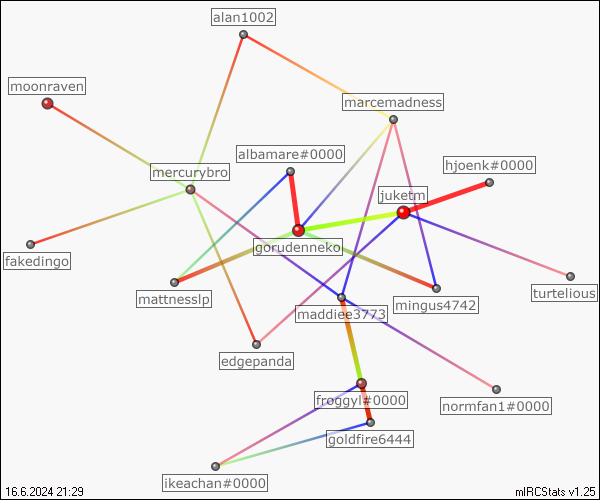 alan1002
moonraven
marcemadness
albamare#0000
hjoenk#0000
mercurybro
juketm
gorudenneko
fakedingo
mattnesslp
turtelious
mingus4742
maddiee3773
edgepanda
froggyl#0000
normfan1#0000
goldfire6444
ikeachan#0000
16.6.2024 21:29
mIRCStats v1.25